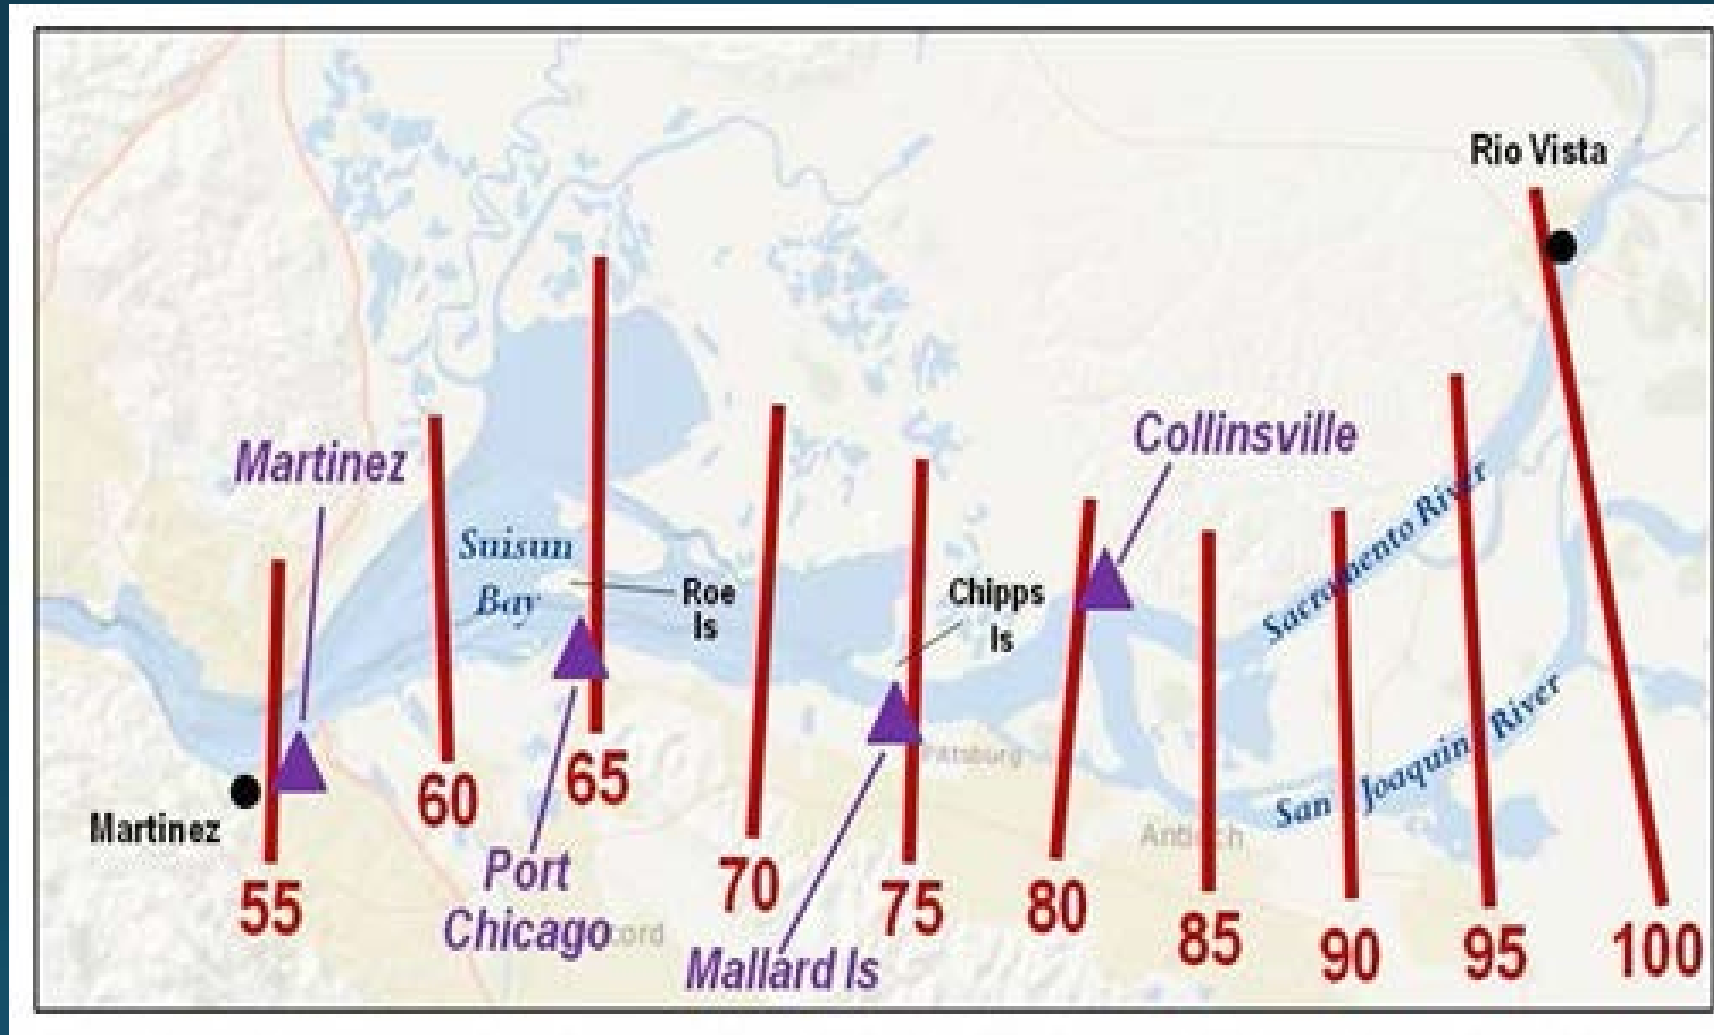 Rio Vista
Collinsville
Martinez
Suisun
Bay
Roe
Is
Chipps
Is
Sacramento River
San Joaquin River
Pittsburg
Antioch
Martinez
55
60
65
70
75
80
85
90
95
100
Port
Chicago
cord
Mallard Is